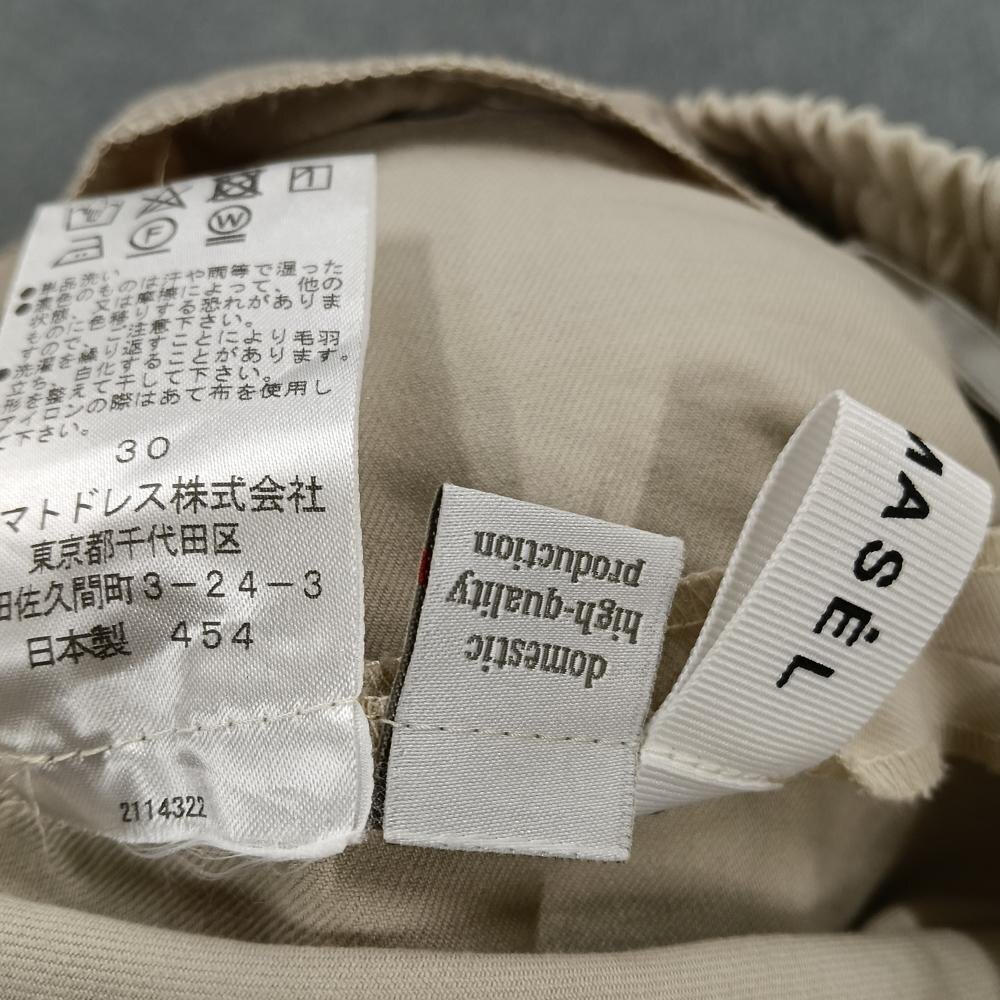 F
W
●単品洗い
●濃色のものは汗や雨等で湿った
状態、又は摩擦によって、他の
ものに色移りする恐れがありま
すので、ご注意下さい。
●洗濯を繰り返すことにより毛羽
立ち、白化することがあります。
形を整えて干して下さい。
アイロンの際はあて布を使用し
て下さい。
30
マトドレス株式会社
東京都千代田区
田佐久間町3-24-3
日本製 454
2114322
domestic
high-quality
production
MASÉL